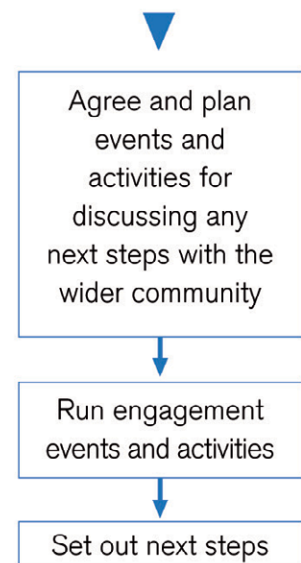 Agree and plan
events and
activities for
discussing any
next steps with the
wider community
Run engagement
events and activities
Set out next steps